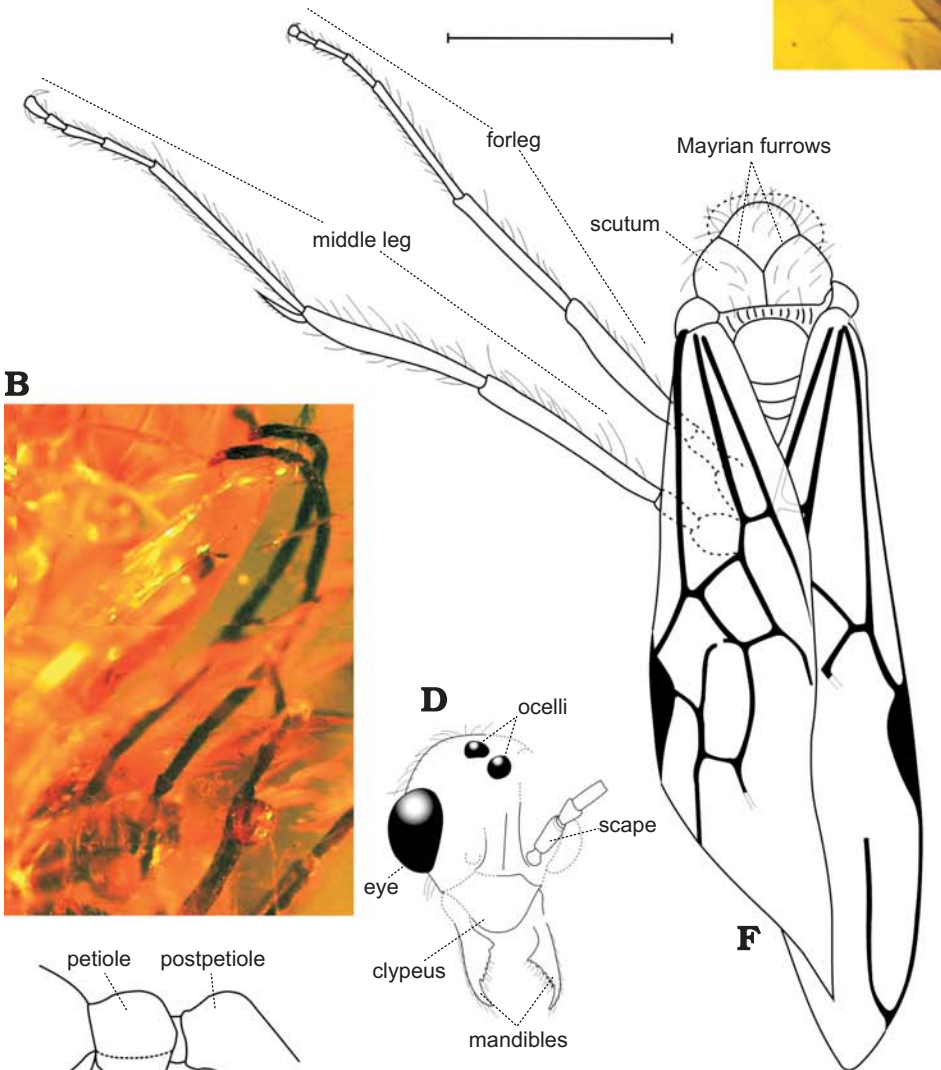 forleg
Mayrian furrows
scutum
middle leg
B
D
ocelli
scape
eye
F
petiole
postpetiole
clypeus
mandibles